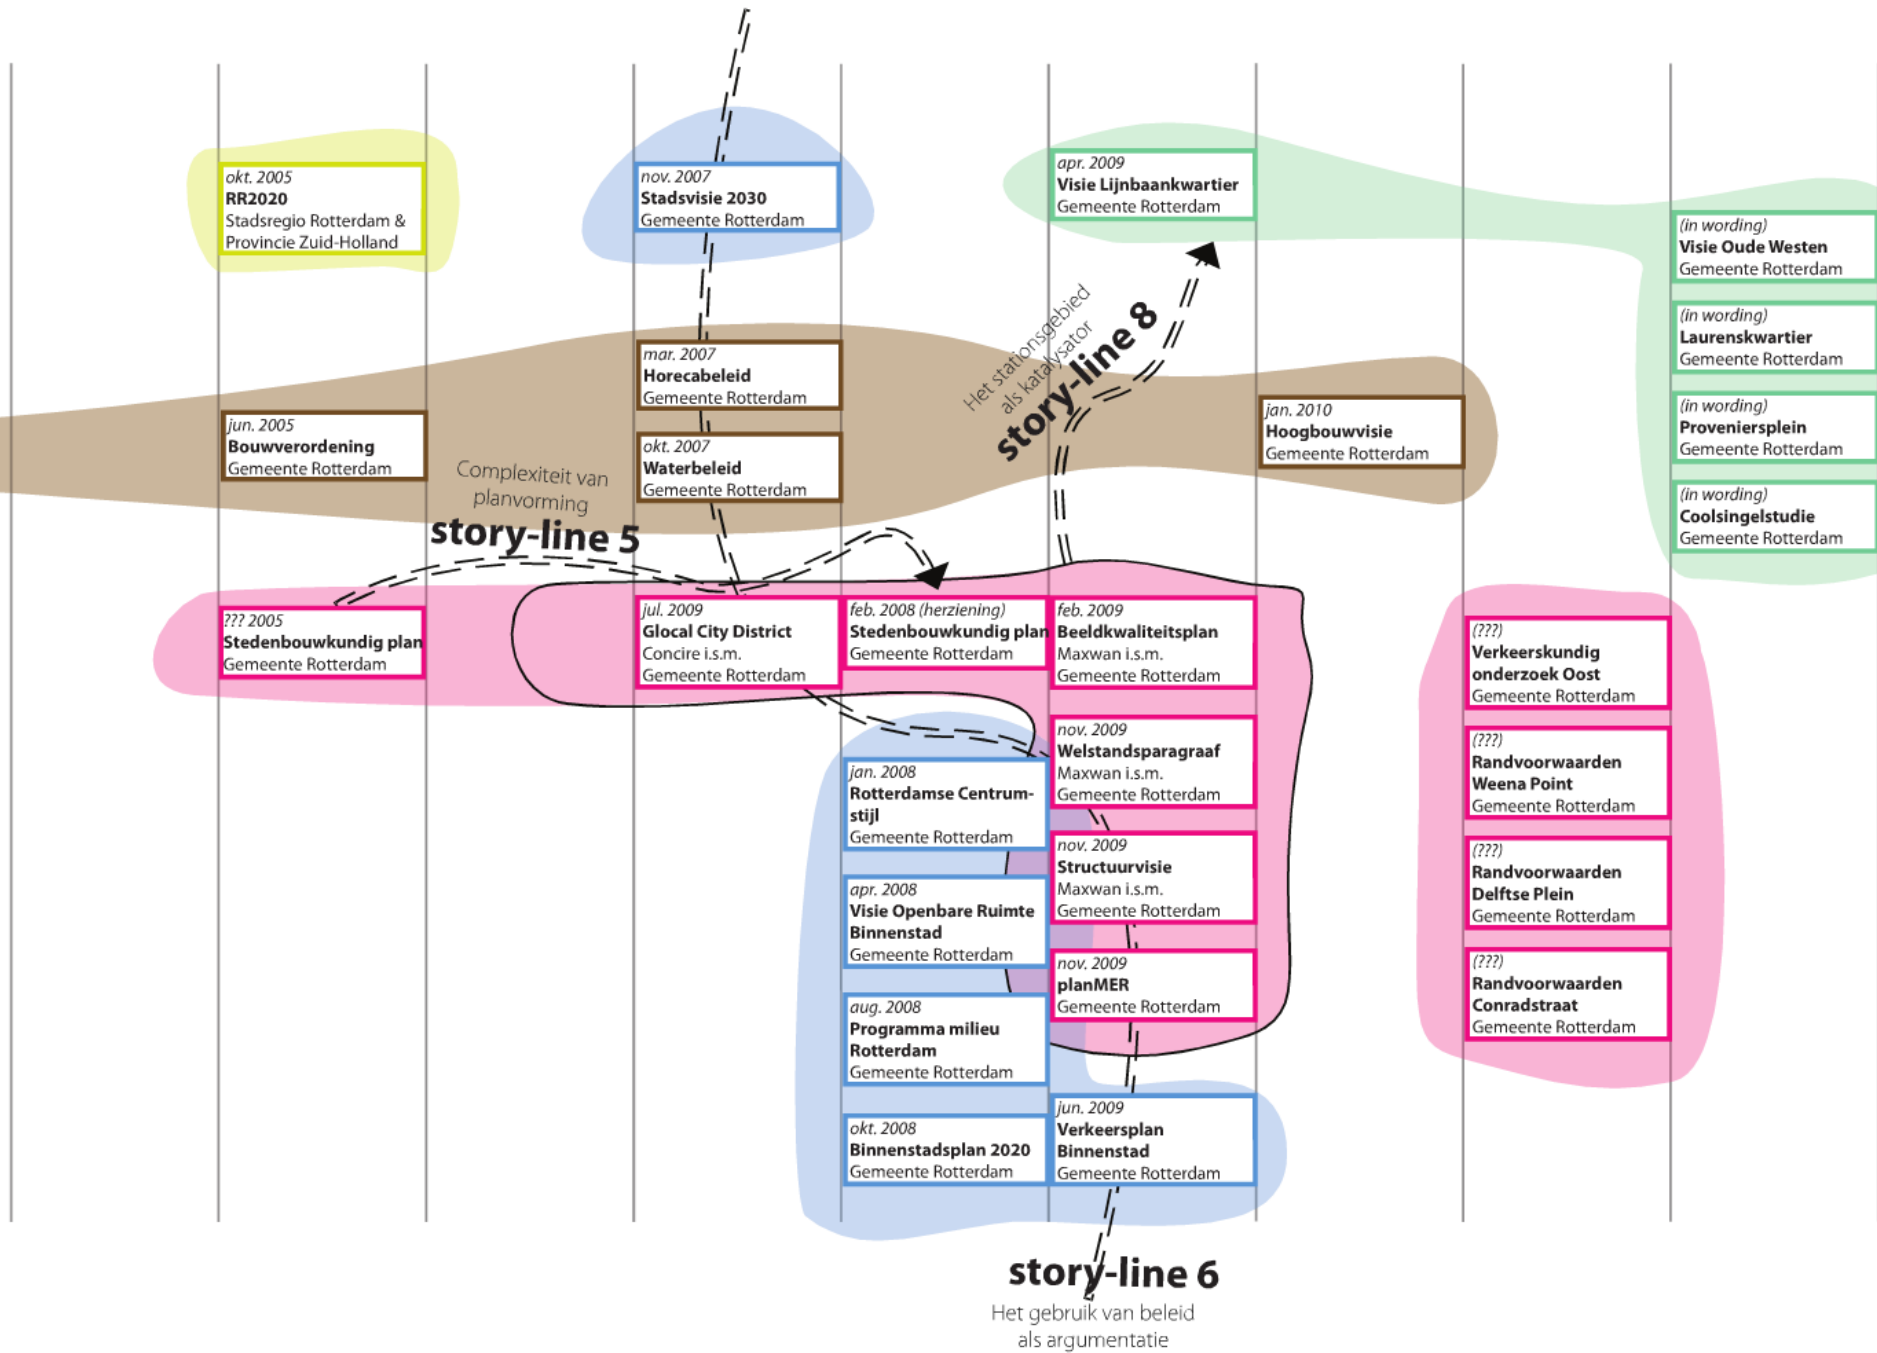 okt. 2005
RR2020
Stadsregio Rotterdam &
Provincie Zuid-Holland
nov. 2007
Stadsvisie 2030
Gemeente Rotterdam
apr. 2009
Visie Lijnbaankwartier
Gemeente Rotterdam
(in wording)
Visie Oude Westen
Gemeente Rotterdam
(in wording)
Laurenskwartier
Gemeente Rotterdam
(in wording)
Proveniersplein
Gemeente Rotterdam
(in wording)
Coolsingelstudie
Gemeente Rotterdam
Het stationsgebied
als katalysator
story-line 8
mar. 2007
Horecabeleid
Gemeente Rotterdam
okt. 2007
Waterbeleid
Gemeente Rotterdam
jun. 2005
Bouwverordening
Gemeente Rotterdam
jan. 2010
Hoogbouwvisie
Gemeente Rotterdam
Complexiteit van
planvorming
story-line 5
??? 2005
Stedenbouwkundig plan
Gemeente Rotterdam
jul. 2009
Glocal City District
Concire i.s.m.
Gemeente Rotterdam
feb. 2008 (herziening)
Stedenbouwkundig plan
Gemeente Rotterdam
feb. 2009
Beeldkwaliteitsplan
Maxwan i.s.m.
Gemeente Rotterdam
nov. 2009
Welstandsparagraaf
Maxwan i.s.m.
Gemeente Rotterdam
nov. 2009
Structuurvisie
Maxwan i.s.m.
Gemeente Rotterdam
nov. 2009
planMER
Gemeente Rotterdam
jan. 2008
Rotterdamse Centrum-
stijl
Gemeente Rotterdam
apr. 2008
Visie Openbare Ruimte
Binnenstad
Gemeente Rotterdam
aug. 2008
Programma milieu
Rotterdam
Gemeente Rotterdam
okt. 2008
Binnenstadsplan 2020
Gemeente Rotterdam
jun. 2009
Verkeersplan
Binnenstad
Gemeente Rotterdam
(???)
Verkeerskundig
onderzoek Oost
Gemeente Rotterdam
(???)
Randvoorwaarden
Weena Point
Gemeente Rotterdam
(???)
Randvoorwaarden
Delftse Plein
Gemeente Rotterdam
(???)
Randvoorwaarden
Conradstraat
Gemeente Rotterdam
story-line 6
Het gebruik van beleid
als argumentatie